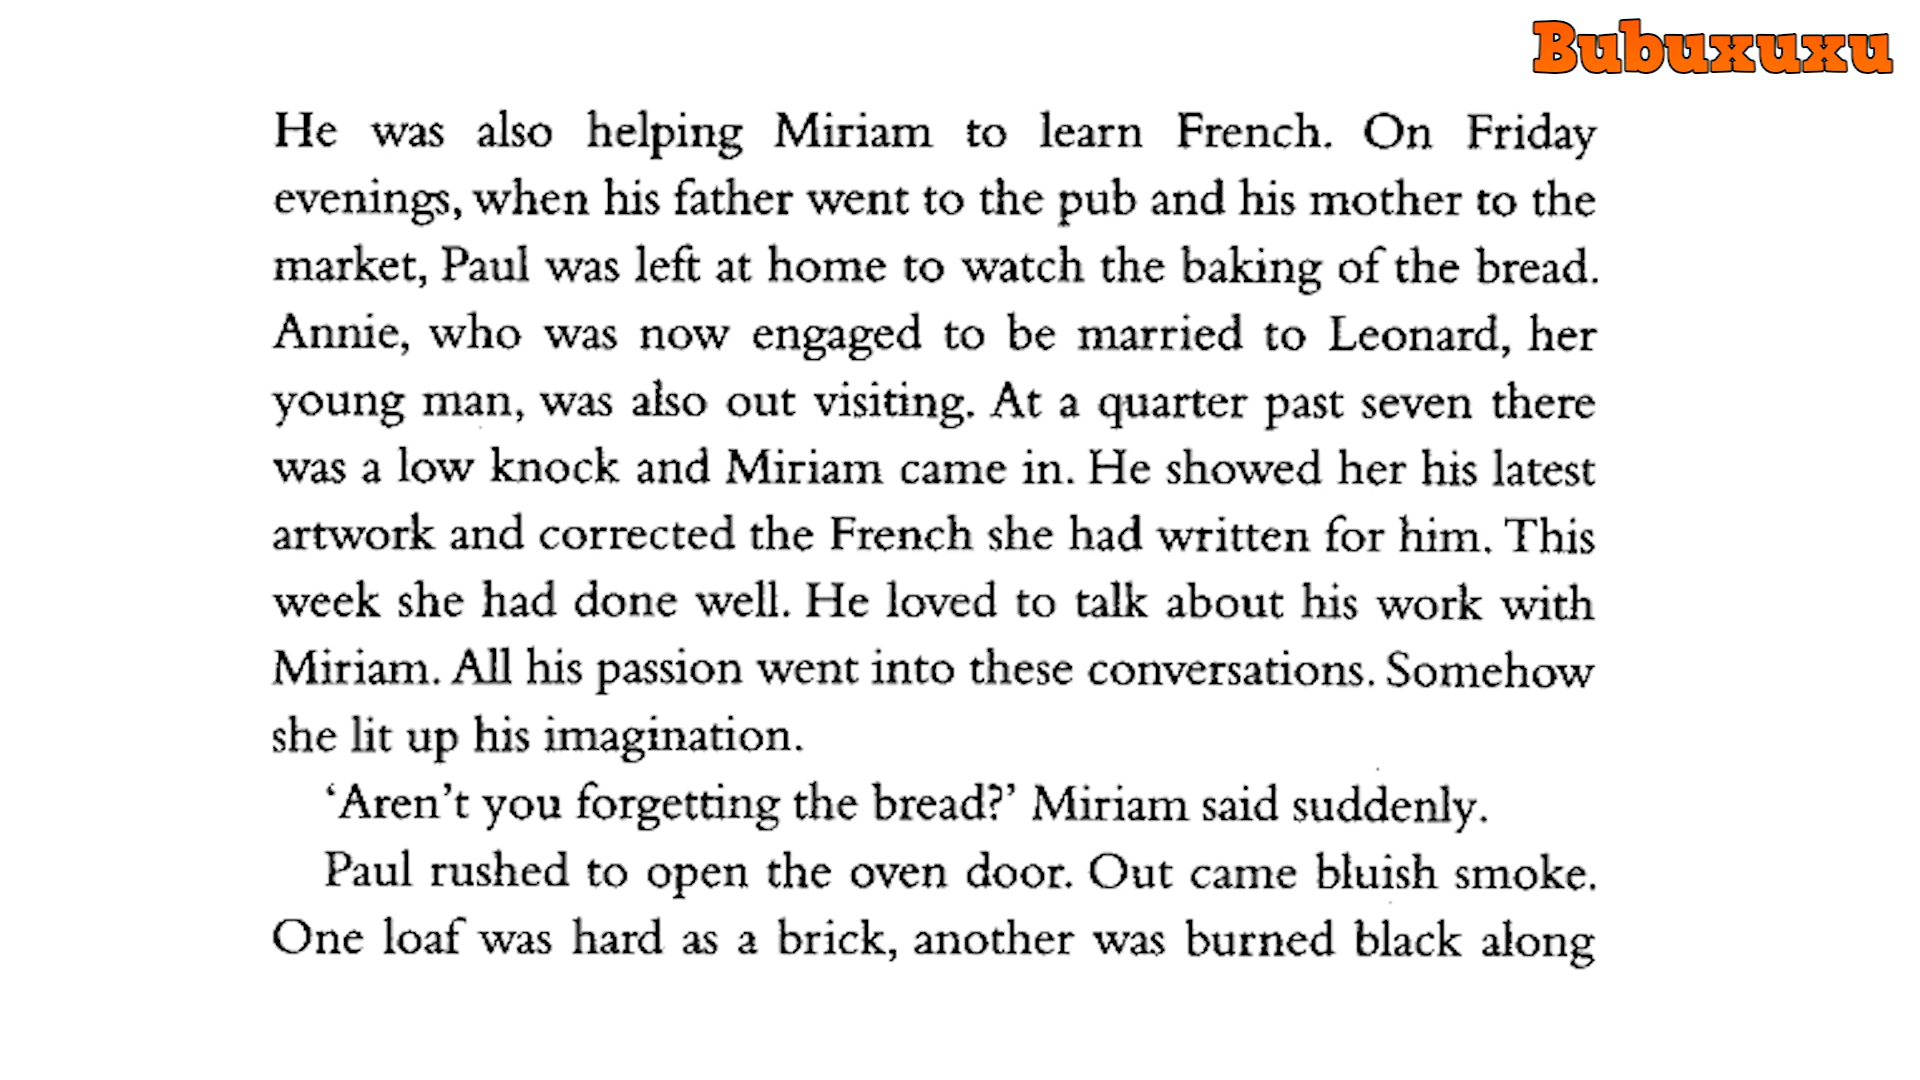 Bubuxuxu
He was also helping Miriam to learn French. On Friday
evenings, when his father went to the pub and his mother to the
market, Paul was left at home to watch the baking of the bread.
Annie, who was now engaged to be married to Leonard, her
young man, was also out visiting. At a quarter past seven there
was a low knock and Miriam came in. He showed her his latest
artwork and corrected the French she had written for him. This
week she had done well. He loved to talk about his work with
Miriam. All his passion went into these conversations. Somehow
she lit up his imagination.
‘Aren’t you forgetting the bread?’ Miriam said suddenly.
Paul rushed to open the oven door. Out came bluish smoke.
One loaf was hard as a brick, another was burned black along